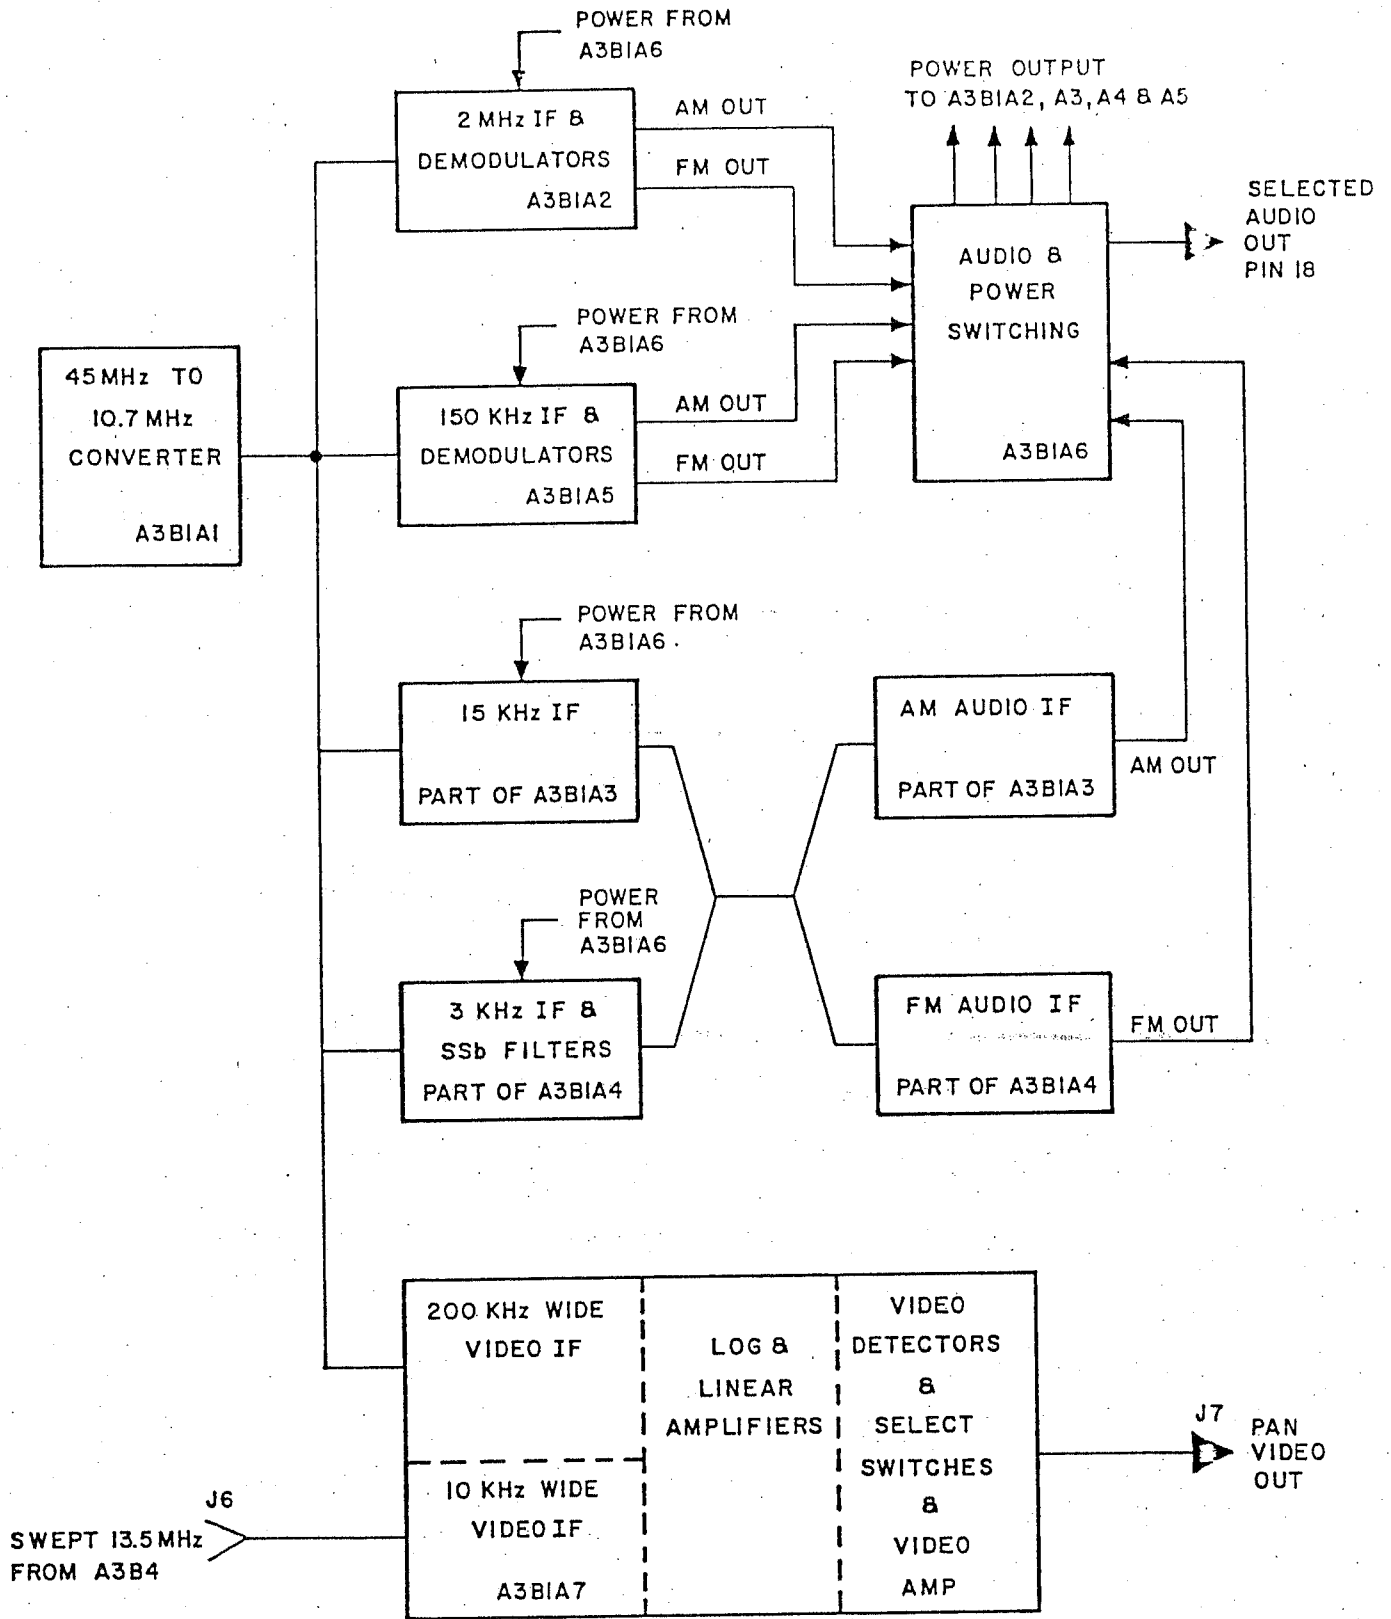 POWER FROM
A3B1A6
POWER OUTPUT
TO A3B1A2, A3, A4 & A5
2 MHz IF &
DEMODULATORS
A3B1A2
AM OUT
FM OUT
SELECTED
AUDIO
OUT
PIN 18
AUDIO &
POWER
SWITCHING
A3B1A6
POWER FROM
A3B1A6
45 MHz TO
10.7 MHz
CONVERTER
A3B1A1
150 KHz IF &
DEMODULATORS
A3B1A5
AM OUT
FM OUT
POWER FROM
A3B1A6
15 KHz IF
PART OF A3B1A3
AM AUDIO IF
PART OF A3B1A3
AM OUT
POWER
FROM
A3B1A6
3 KHz IF &
SSb FILTERS
PART OF A3B1A4
FM AUDIO IF
PART OF A3B1A4
FM OUT
200 KHz WIDE
VIDEO IF
LOG &
LINEAR
AMPLIFIERS
VIDEO
DETECTORS
&
SELECT
SWITCHES
&
VIDEO
AMP
J7
PAN
VIDEO
OUT
10 KHz WIDE
VIDEO IF
A3B1A7
J6
SWEPT 13.5 MHz
FROM A3B4